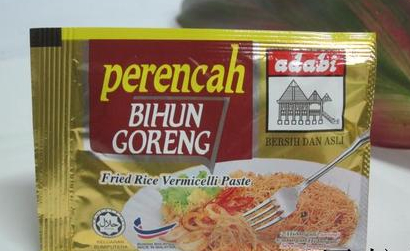 perencah
BIHUN
GORENG
Fried Rice Vermicelli Paste
adabi
BERSIH DAN ASLI